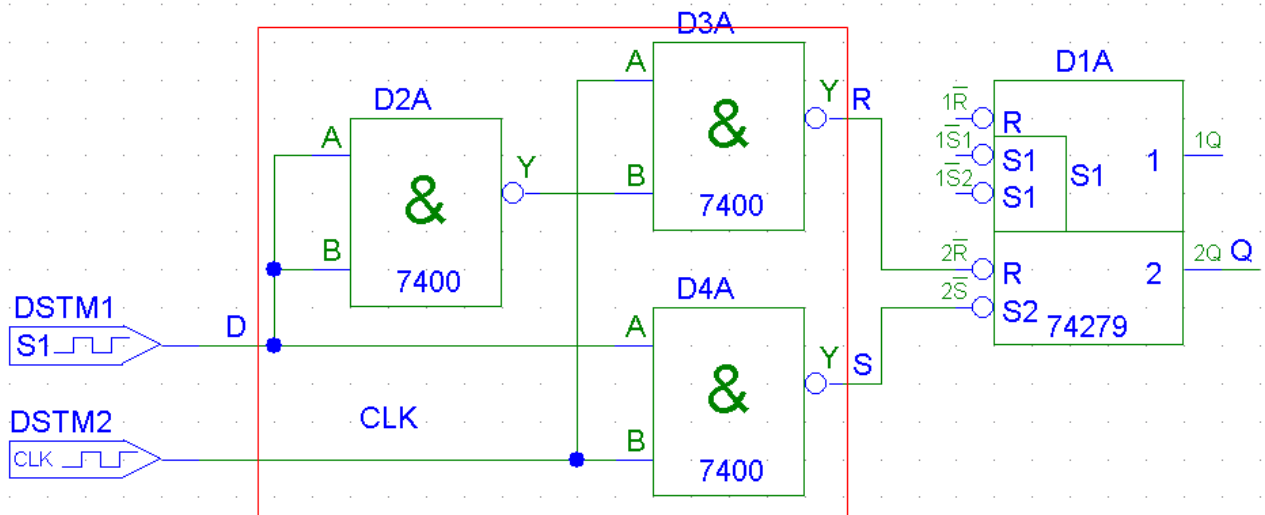 D3A
A
Y
R
&
B
7400
D2A
A
Y
&
B
7400
D1A
1R̅
R
1S̅1
S1
1S̅2
S1
S1
1
1Q
2R̅
R
2
2Q
Q
2S̅
S2
74279
DSTM1
S1
D
D4A
A
Y
S
&
B
7400
CLK
DSTM2
CLK